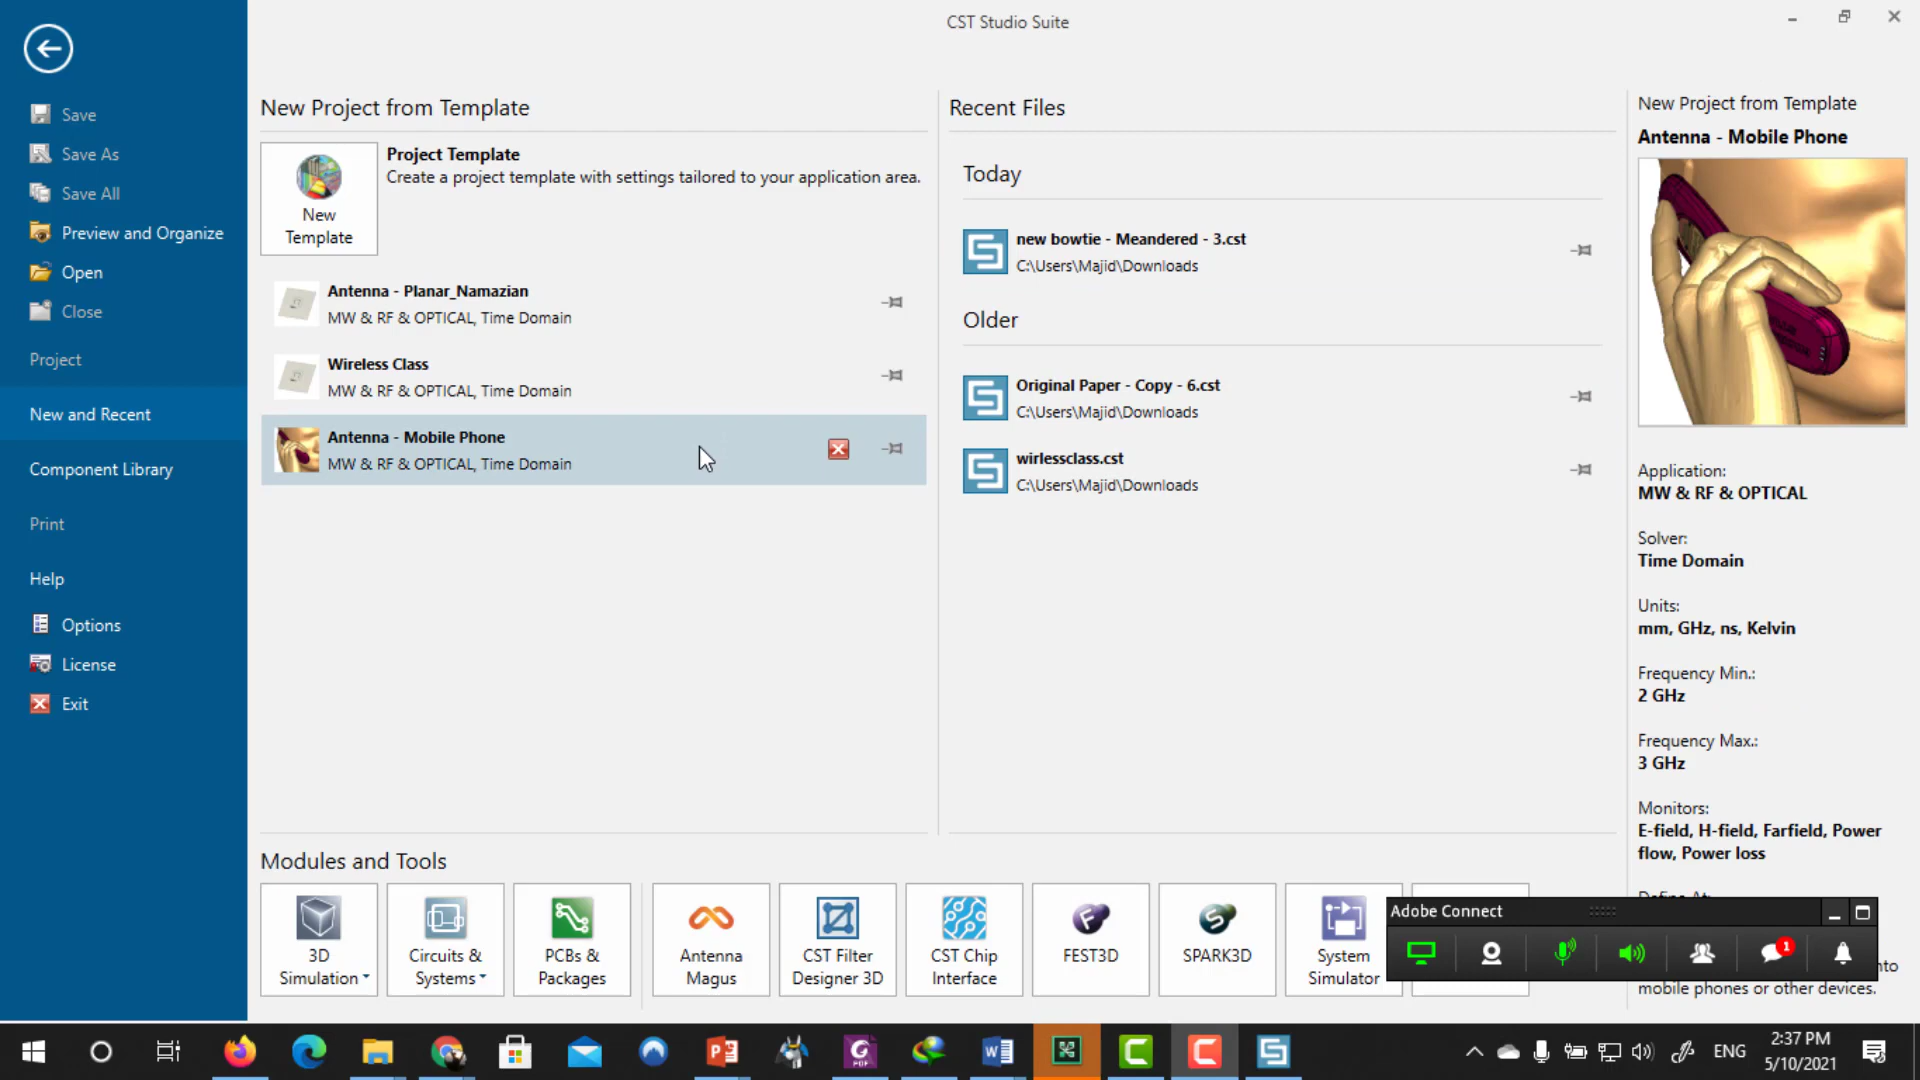 CST Studio Suite
Save
Save As
Save All
Preview and Organize
Open
Close
Project
New and Recent
Component Library
Print
Help
Options
License
Exit
New Project from Template
Project Template
Create a project template with settings tailored to your application area.
New
Template
Antenna - Planar_Namazian
MW & RF & OPTICAL, Time Domain
Wireless Class
MW & RF & OPTICAL, Time Domain
Antenna - Mobile Phone
MW & RF & OPTICAL, Time Domain
Recent Files
Today
new bowtie - Meandered - 3.cst
C:\Users\Majid\Downloads
Older
Original Paper - Copy - 6.cst
C:\Users\Majid\Downloads
wirlessclass.cst
C:\Users\Majid\Downloads
New Project from Template
Antenna - Mobile Phone
Application:
MW & RF & OPTICAL
Solver:
Time Domain
Units:
mm, GHz, ns, Kelvin
Frequency Min.:
2 GHz
Frequency Max.:
3 GHz
Monitors:
E-field, H-field, Farfield, Power
flow, Power loss
Define At:
nto
mobile phones or other devices.
Modules and Tools
3D
Simulation
Circuits &
Systems
PCBs &
Packages
Antenna
Magus
CST Filter
Designer 3D
CST Chip
Interface
FEST3D
SPARK3D
System
Simulator
Adobe Connect
1
ENG
2:37 PM
5/10/2021